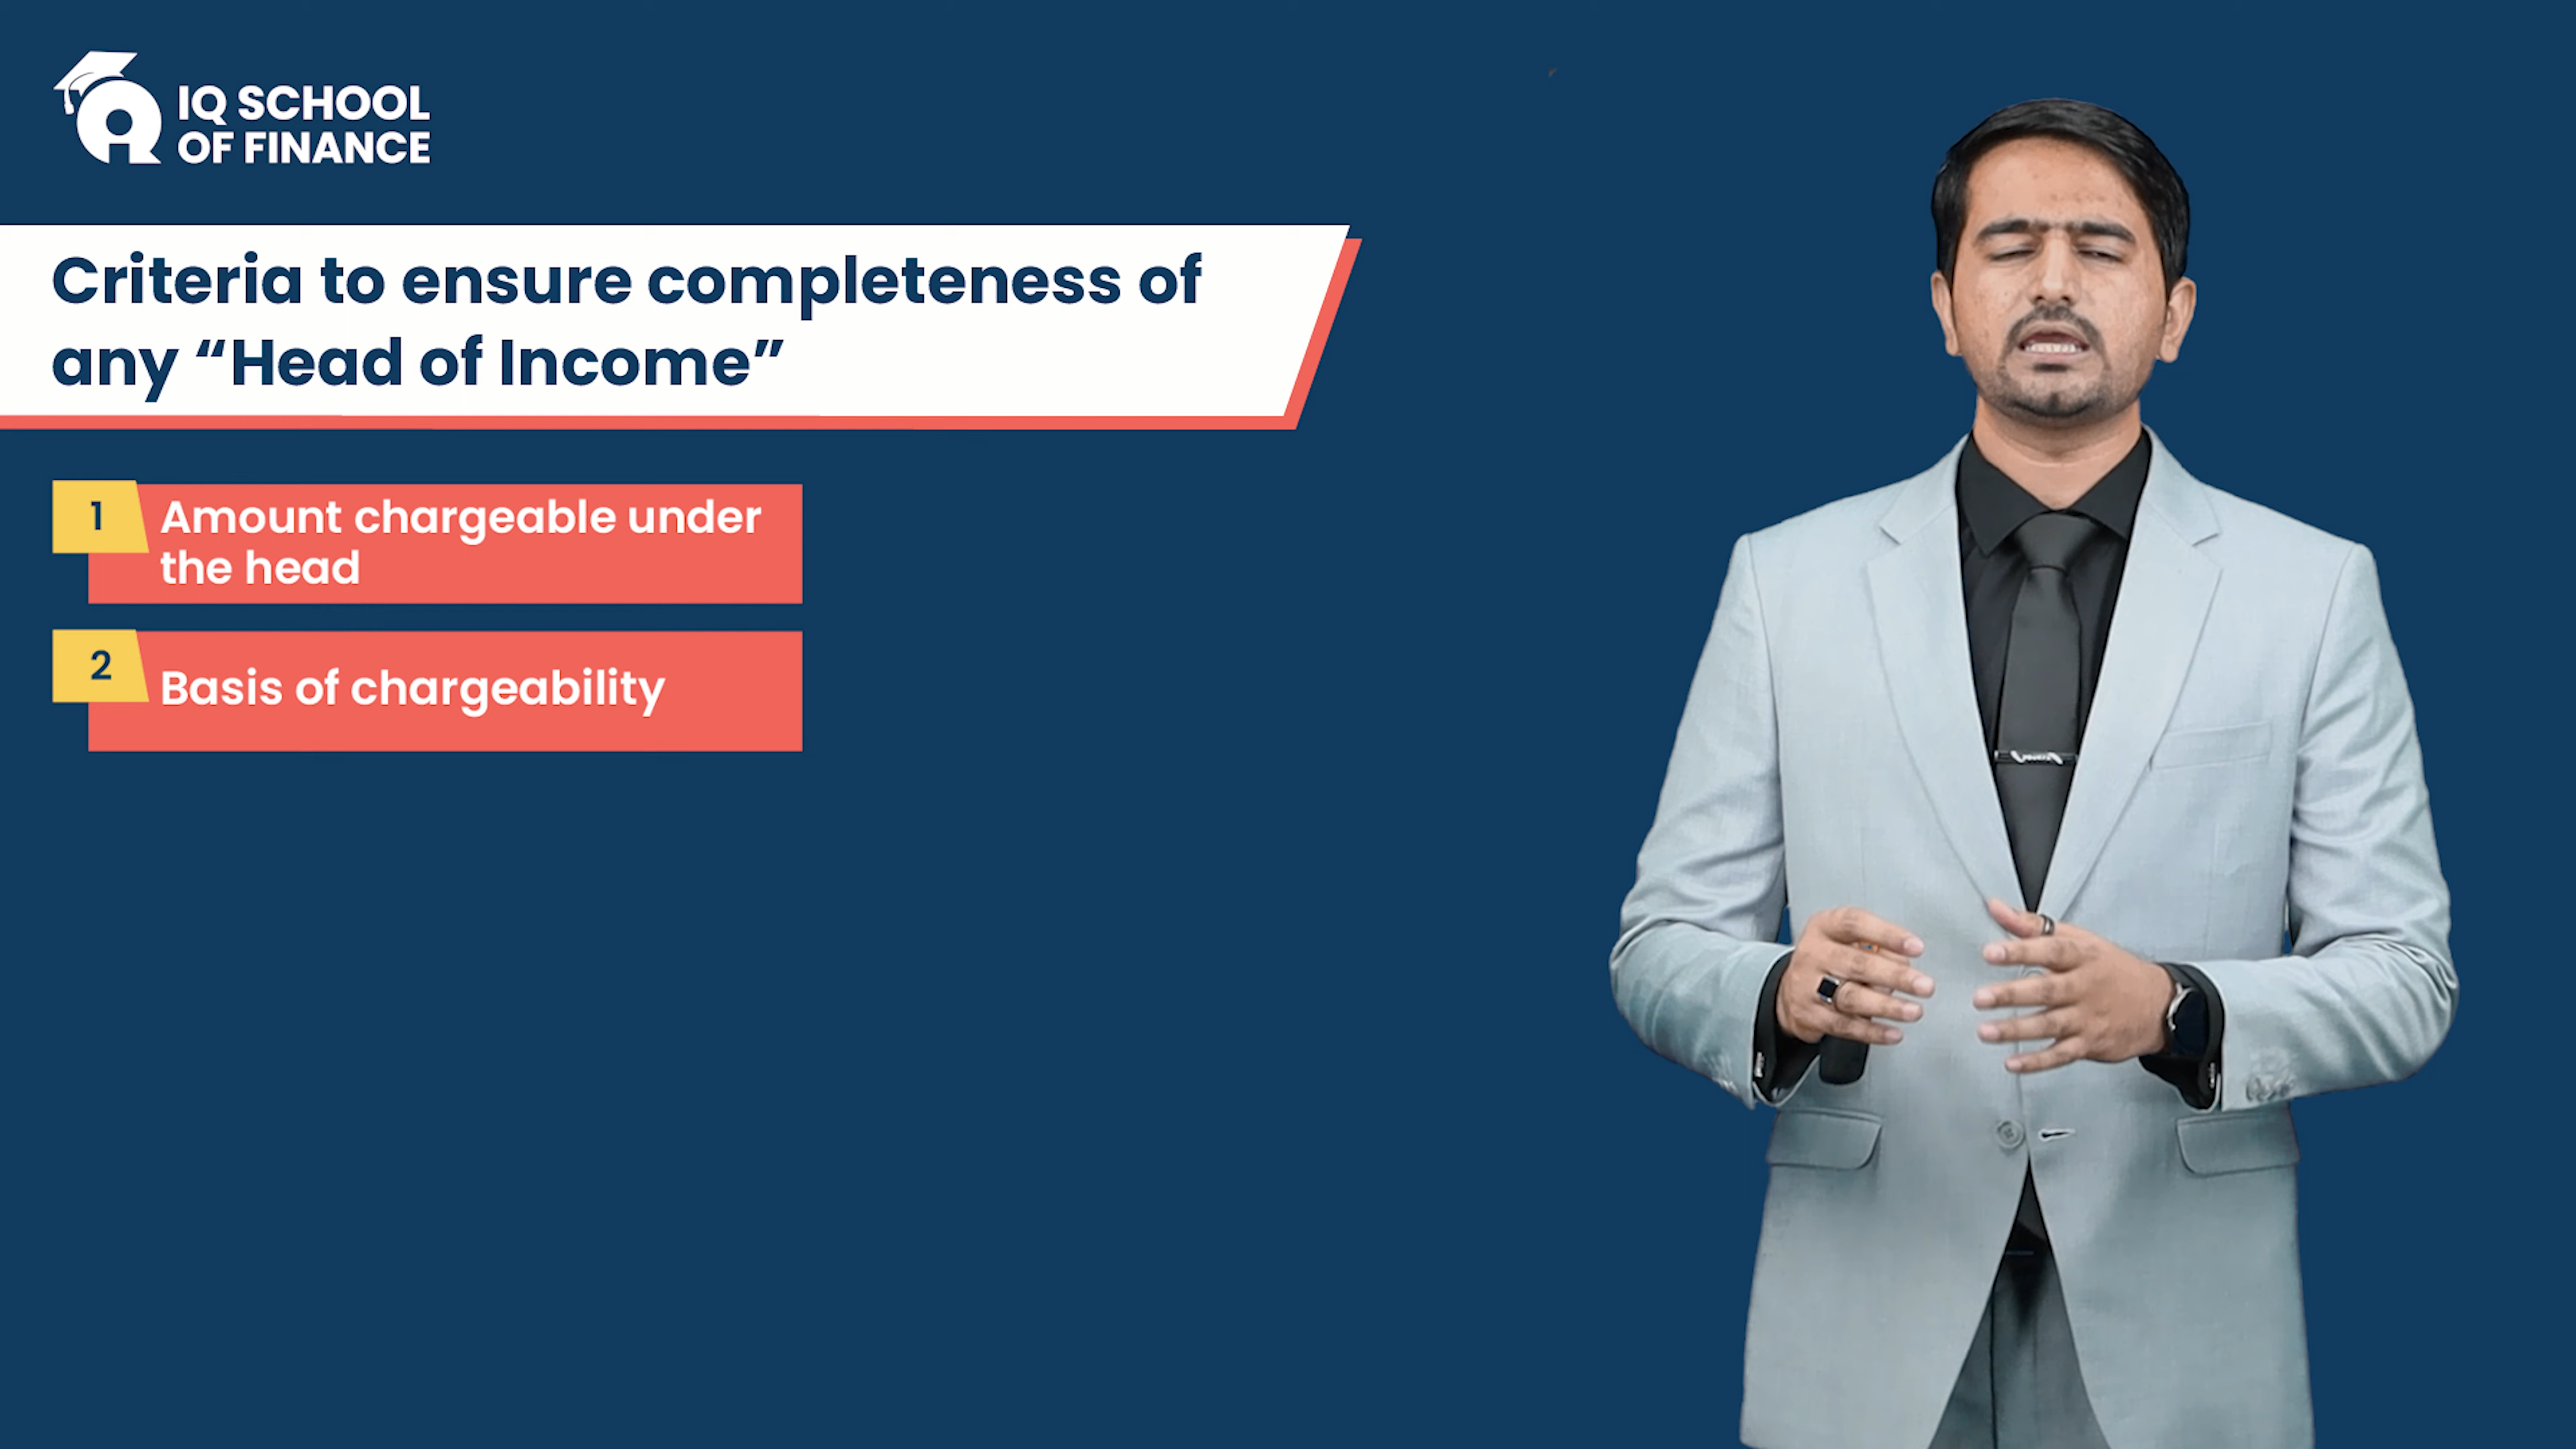 IQ SCHOOL
OF FINANCE
Criteria to ensure completeness of
any “Head of Income”
1
Amount chargeable under
the head
2
Basis of chargeability